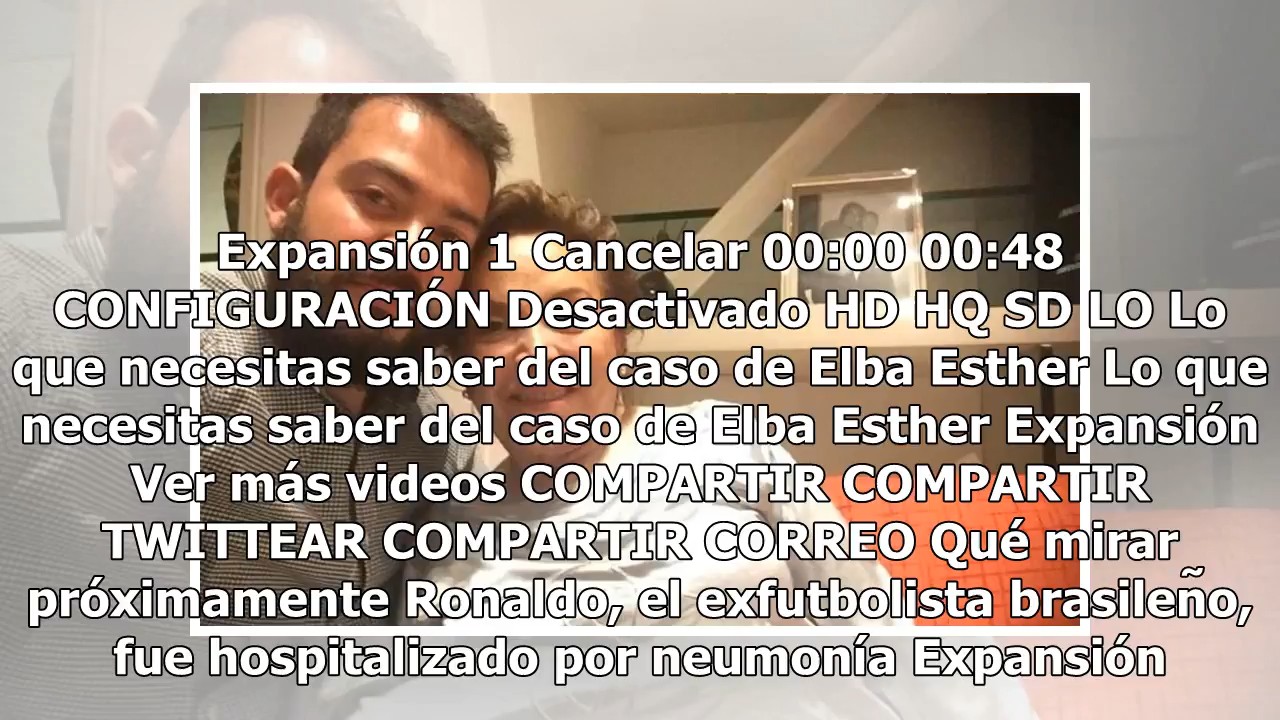 Expansión 1 Cancelar 00:00 00:48
CONFIGURACIÓN Desactivado HD HQ SD LO Lo
que necesitas saber del caso de Elba Esther Lo que
necesitas saber del caso de Elba Esther Expansión
Ver más videos COMPARTIR COMPARTIR
TWITTEAR COMPARTIR CORREO Qué mirar
próximamente Ronaldo, el exfutbolista brasileño,
fue hospitalizado por neumonía Expansión